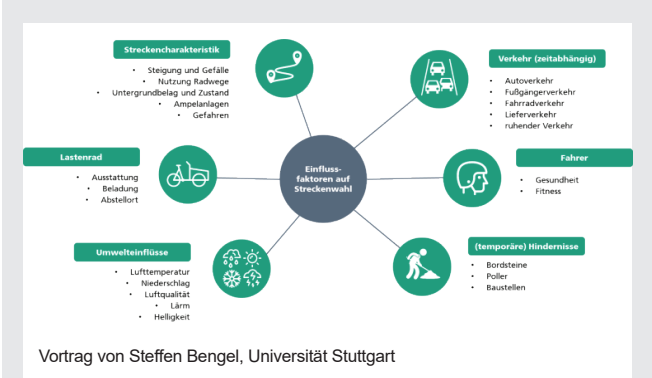 Streckencharakteristik
Steigung und Gefälle
Nutzung Radwege
Untergrundbelag und Zustand
Ampelanlagen
Gefahren
Verkehr (zeitabhängig)
Autoverkehr
Fußgängerverkehr
Fahrradverkehr
Lieferverkehr
ruhender Verkehr
Lastenrad
Ausstattung
Beladung
Abstellort
Einfluss-
faktoren auf
Streckenwahl
Fahrer
Gesundheit
Fitness
Umwelteinflüsse
Lufttemperatur
Niederschlag
Luftqualität
Lärm
Helligkeit
(temporäre) Hindernisse
Bordsteine
Poller
Baustellen
Vortrag von Steffen Bengel, Universität Stuttgart